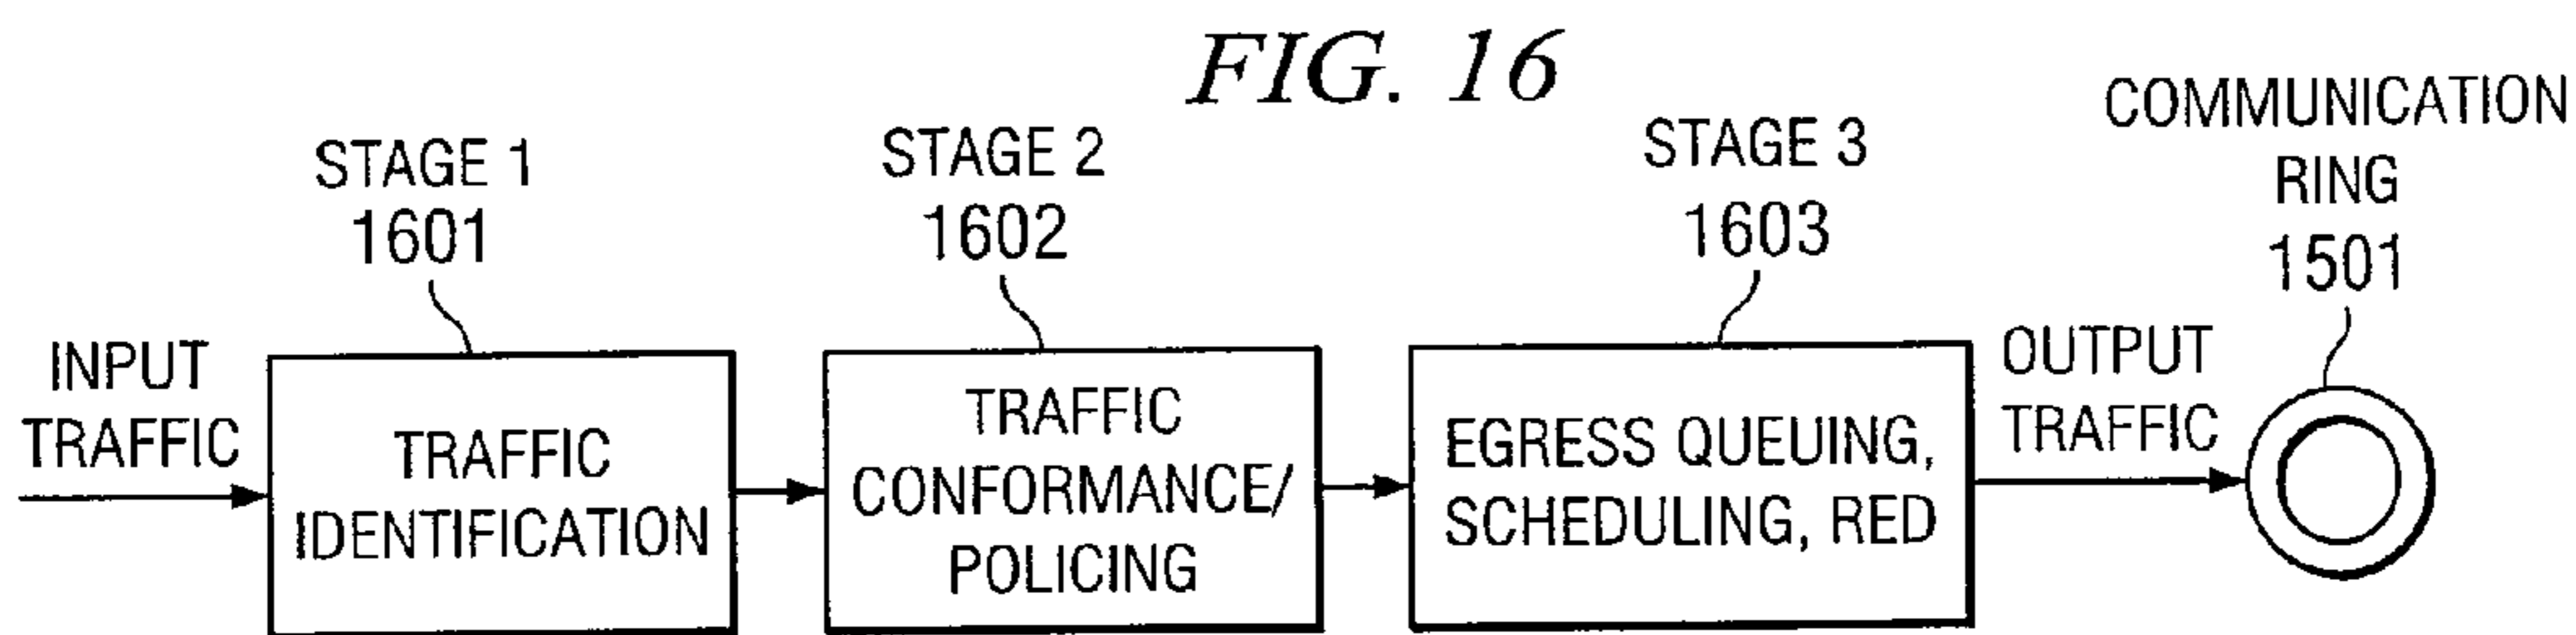 FIG. 16
STAGE 1
1601
STAGE 2
1602
STAGE 3
1603
COMMUNICATION
RING
1501
INPUT
TRAFFIC
TRAFFIC
IDENTIFICATION
TRAFFIC
CONFORMANCE/
POLICING
EGRESS QUEUING,
SCHEDULING, RED
OUTPUT
TRAFFIC